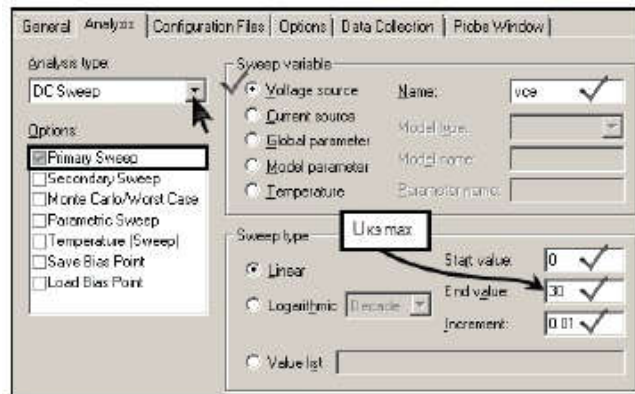 General Analysis Configuration Files Options Data Collection Probe Window
Analysis type:
DC Sweep
Options:
Primary Sweep
Secondary Sweep
Monte Carlo/Worst Case
Parametric Sweep
Temperature (Sweep)
Save Bias Point
Load Bias Point
Sweep variable
Voltage source
Current source
Global parameter
Model parameter
Temperature
Name: vce
Model type:
Model name:
Parameter name:
Sweep type
Uкэ max
Linear
Logarithmic Decade
Start value: 0
End value: 30
Increment: 0.01
Value list